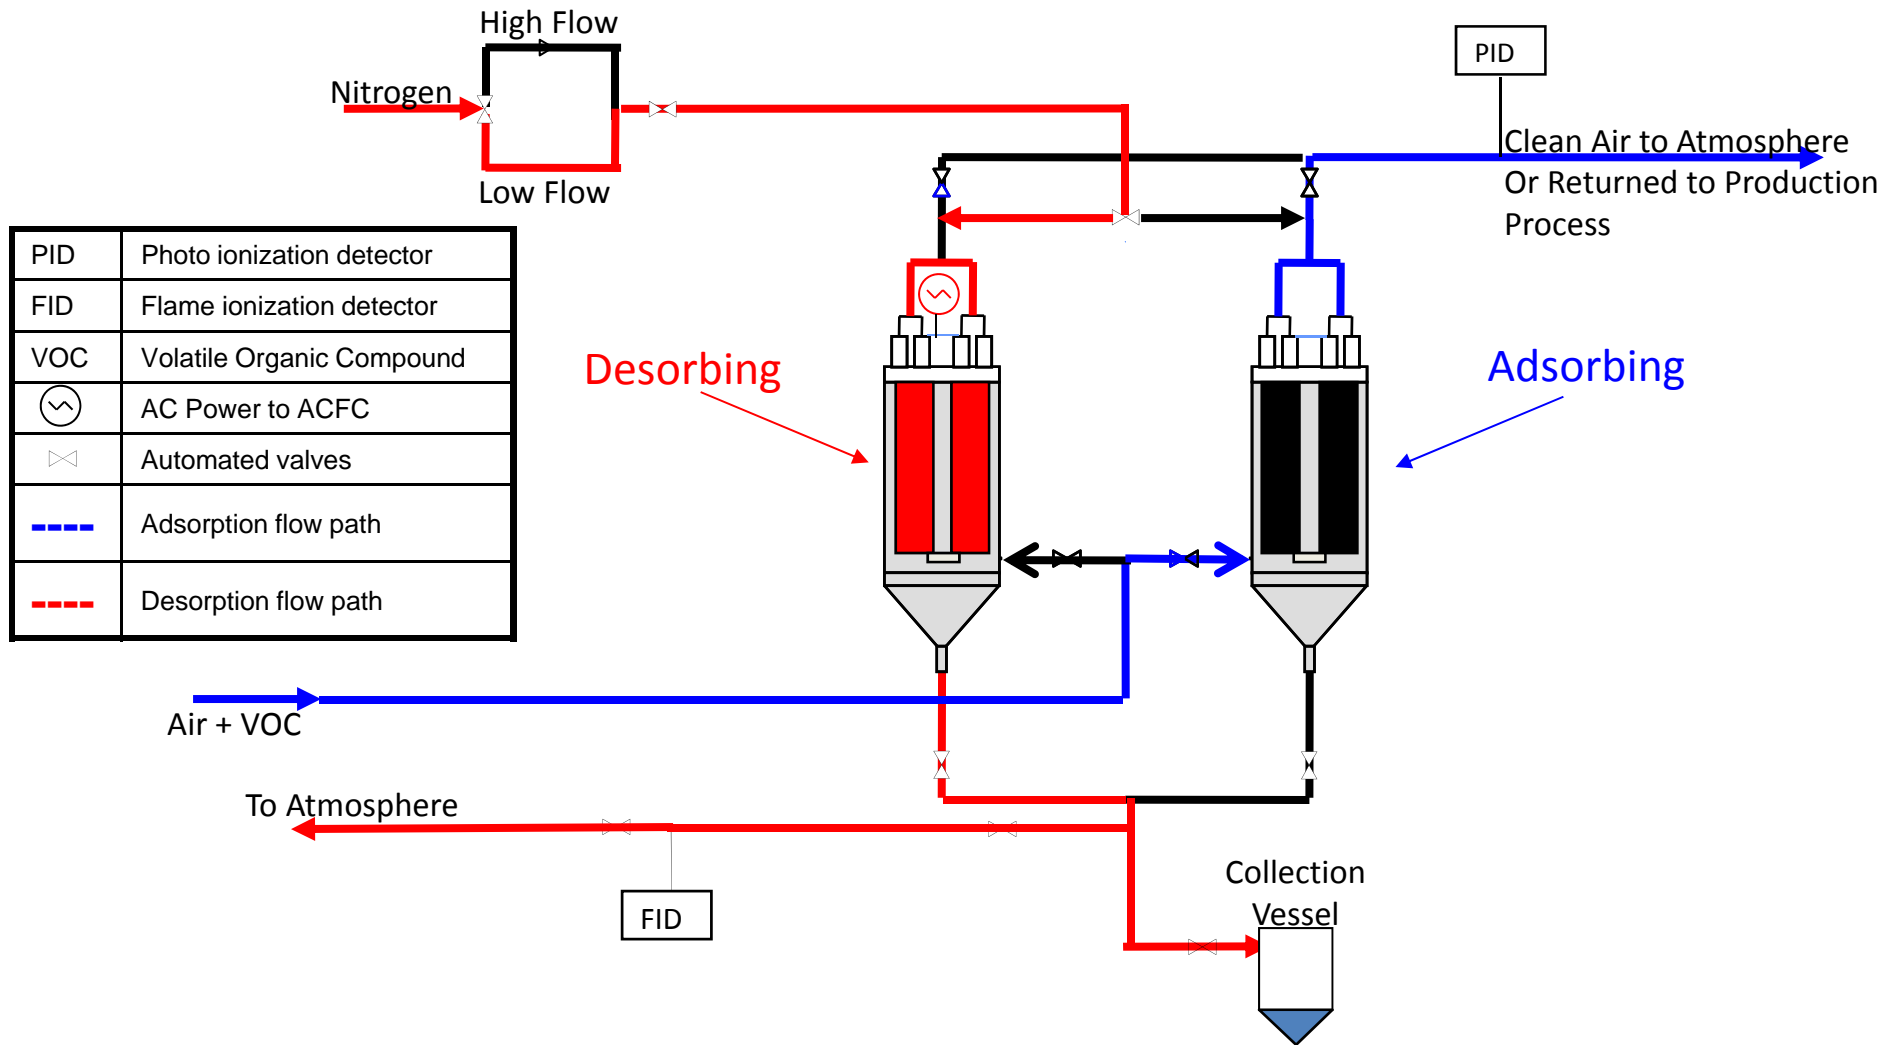 High Flow
PID
Nitrogen
Clean Air to Atmosphere
Or Returned to Production
Process
Low Flow
PID Photo ionization detector
FID Flame ionization detector
VOC Volatile Organic Compound
AC Power to ACFC
Automated valves
Adsorption flow path
Desorption flow path
Desorbing
Adsorbing
Air + VOC
To Atmosphere
FID
Collection
Vessel